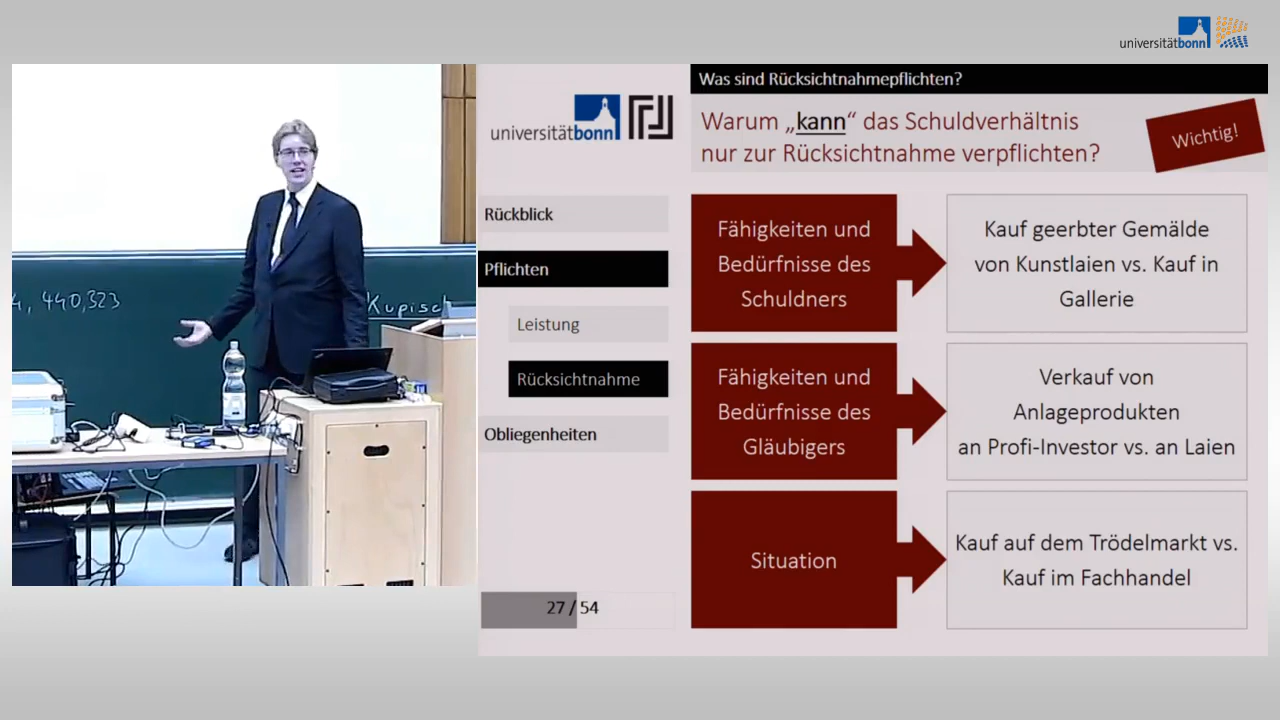 universitätbonn
Was sind Rücksichtnahmepflichten?
universitätbonn
Warum „kann“ das Schuldverhältnis
nur zur Rücksichtnahme verpflichten?
Wichtig!
Rückblick
Pflichten
Leistung
Rücksichtnahme
Obliegenheiten
27 / 54
Fähigkeiten und
Bedürfnisse des
Schuldners
Kauf geerbter Gemälde
von Kunstlaien vs. Kauf in
Gallerie
Fähigkeiten und
Bedürfnisse des
Gläubigers
Verkauf von
Anlageprodukten
an Profi-Investor vs. an Laien
Situation
Kauf auf dem Trödelmarkt vs.
Kauf im Fachhandel
440,323
Kupisch